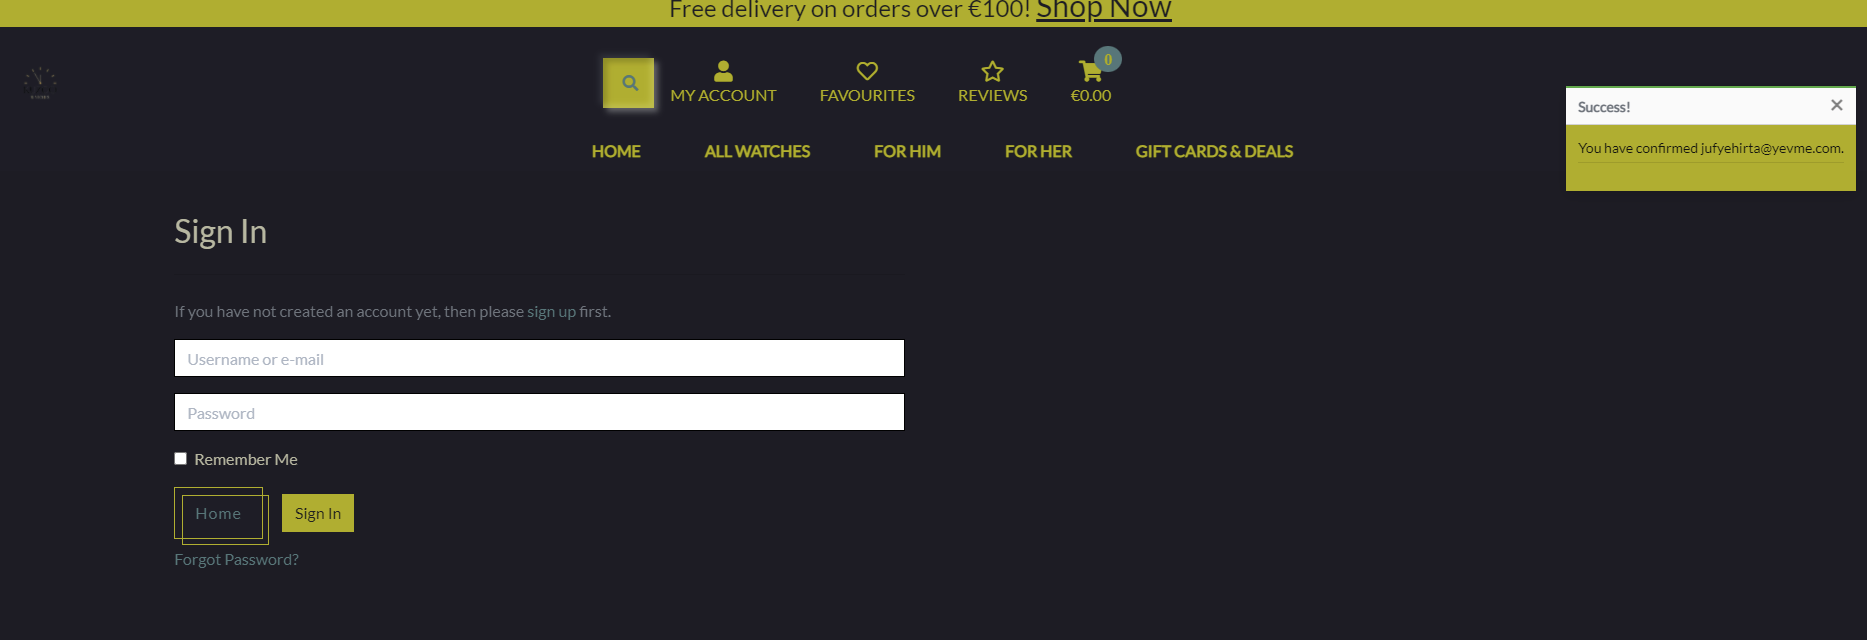 Free delivery on orders over €100! Shop Now
0
MY ACCOUNT
FAVOURITES
REVIEWS
€0.00
HOME
ALL WATCHES
FOR HIM
FOR HER
GIFT CARDS & DEALS
Success!
You have confirmed jufyehirta@yevme.com.
Sign In
If you have not created an account yet, then please sign up first.
Username or e-mail
Password
Remember Me
Home
Sign In
Forgot Password?